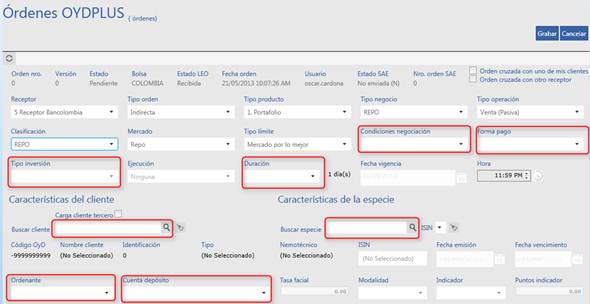 Órdenes OYDPLUS ( órdenes)
Grabar Cancelar
Orden nro. Versión Estado Bolsa Estado LEO Fecha orden Usuario Estado SAE Nro. orden SAE Orden cruzada con uno de mis clientes
0 0 Pendiente COLOMBIA Recibida 21/05/2013 10:07:26 AM oscar.cardona No enviada (N) 0 Orden cruzada con otro receptor
Receptor Tipo orden Tipo producto Tipo negocio Tipo operación
5 Receptor Bancolombia Indirecta 1. Portafolio REPO Venta (Pasiva)
Clasificación Mercado Tipo límite Condiciones negociación Forma pago
REPO Repo Mercado por lo mejor
Tipo inversión Ejecución Duración Fecha vigencia Hora
Ninguna 1 día(s) 11:59 PM
Características del cliente Características de la especie
Carga cliente tercero
Buscar cliente Buscar especie ISIN
Código OyD Nombre cliente Identificación Tipo Nemotécnico ISIN Fecha emisión Fecha vencimiento
-9999999999 (No Seleccionado) 0 (No Seleccionado) (No Seleccionado) (No Seleccionado)
Ordenante Cuenta depósito Tasa facial Modalidad Indicador Puntos indicador
0.00 0.00